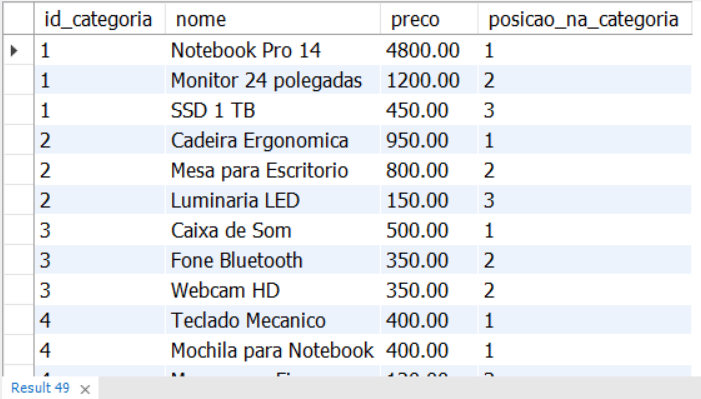 id_categoria nome preco posicao_na_categoria
1 Notebook Pro 14 4800.00 1
1 Monitor 24 polegadas 1200.00 2
1 SSD 1 TB 450.00 3
2 Cadeira Ergonomica 950.00 1
2 Mesa para Escritorio 800.00 2
2 Luminaria LED 150.00 3
3 Caixa de Som 500.00 1
3 Fone Bluetooth 350.00 2
3 Webcam HD 350.00 2
4 Teclado Mecanico 400.00 1
4 Mochila para Notebook 400.00 1
Result 49